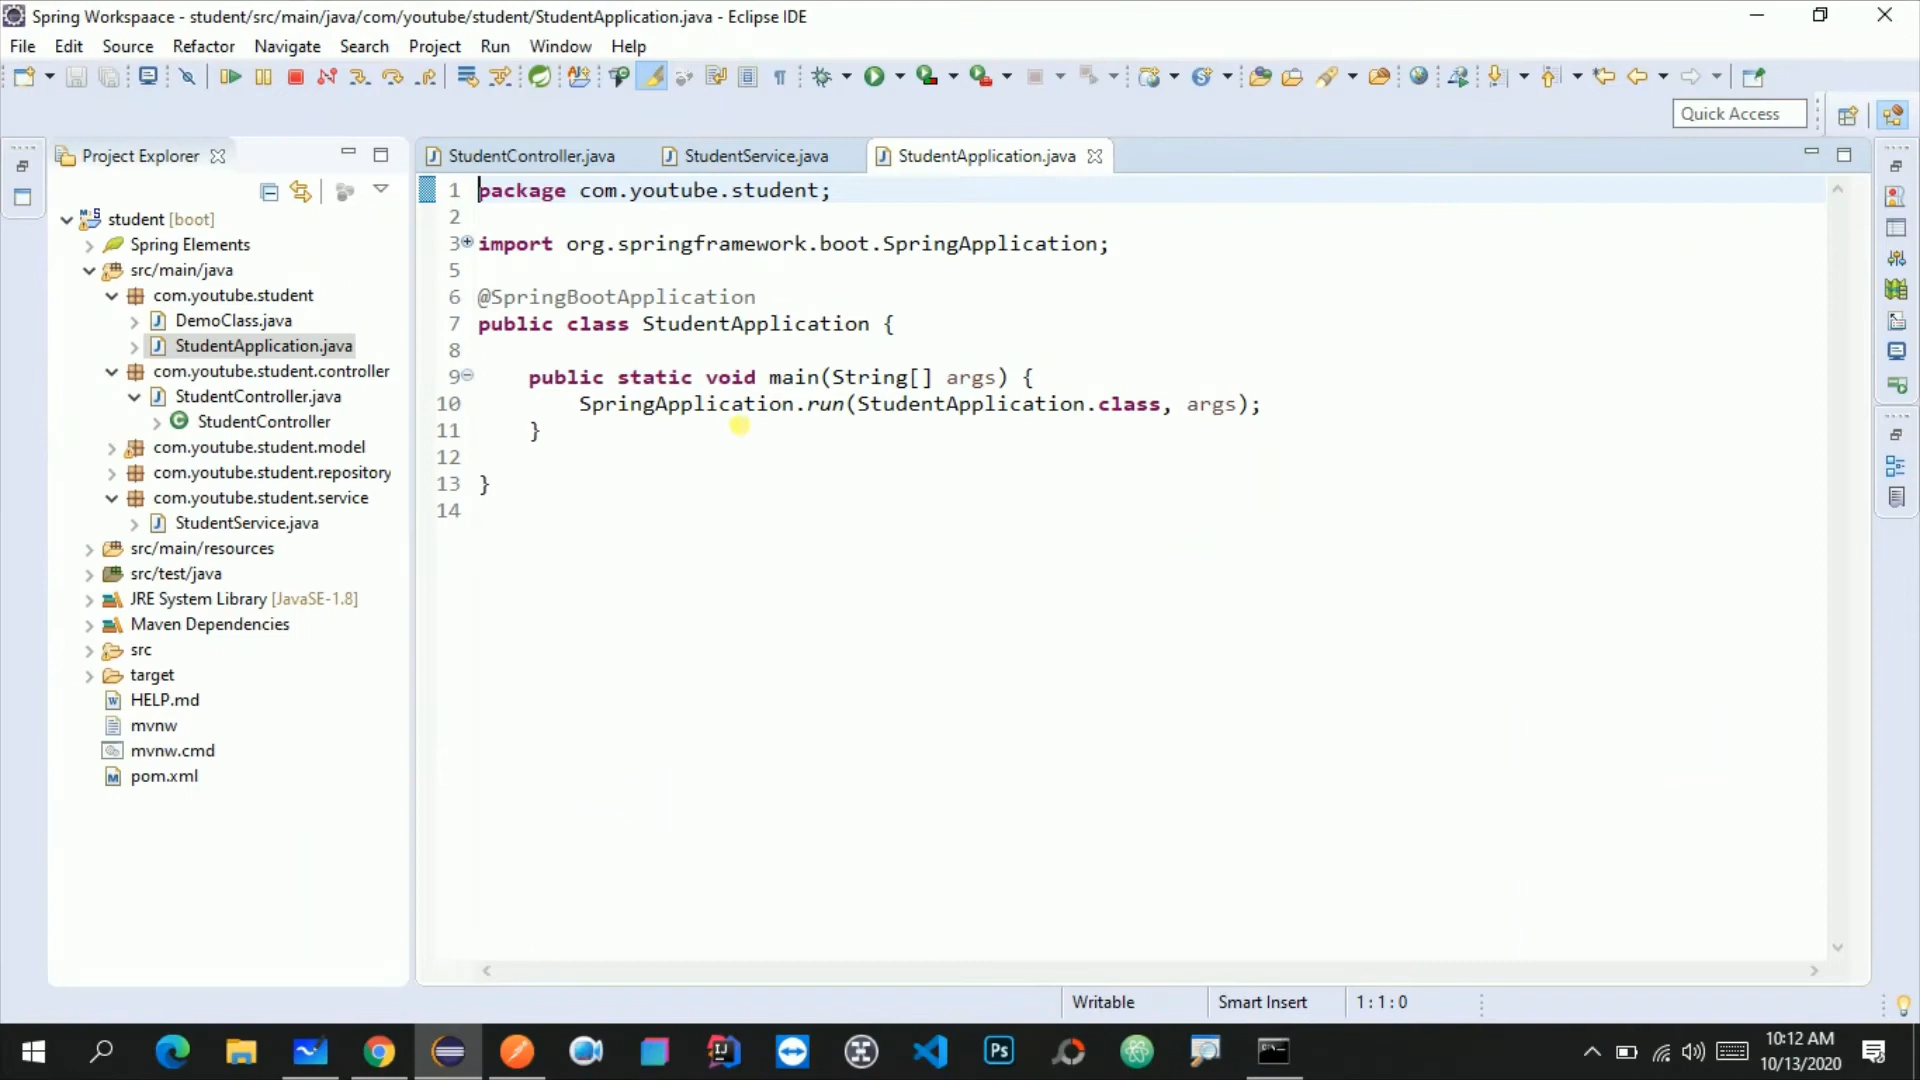 Spring Workspaace - student/src/main/java/com/youtube/student/StudentApplication.java - Eclipse IDE
File Edit Source Refactor Navigate Search Project Run Window Help
Quick Access
Project Explorer
student [boot]
Spring Elements
src/main/java
com.youtube.student
DemoClass.java
StudentApplication.java
com.youtube.student.controller
StudentController.java
StudentController
com.youtube.student.model
com.youtube.student.repository
com.youtube.student.service
StudentService.java
src/main/resources
src/test/java
JRE System Library [JavaSE-1.8]
Maven Dependencies
src
target
HELP.md
mvnw
mvnw.cmd
pom.xml
StudentController.java StudentService.java StudentApplication.java
1 package com.youtube.student;
2
3 import org.springframework.boot.SpringApplication;
5
6 @SpringBootApplication
7 public class StudentApplication {
8
9 public static void main(String[] args) {
10 SpringApplication.run(StudentApplication.class, args);
11 }
12
13 }
14
Writable Smart Insert 1 : 1 : 0
10:12 AM
10/13/2020